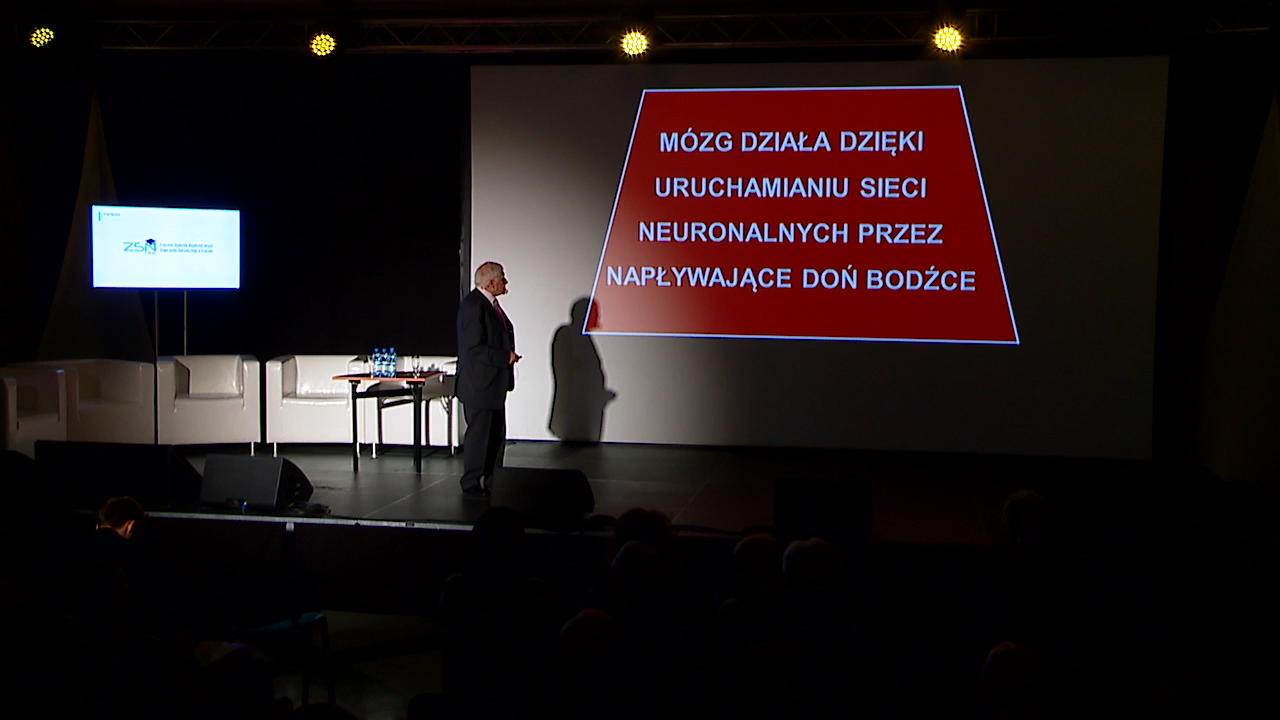 MÓZG DZIAŁA DZIĘKI
URUCHAMIANIU SIECI
NEURONALNYCH PRZEZ
NAPŁYWAJĄCE DOŃ BODŹCE
ZSN